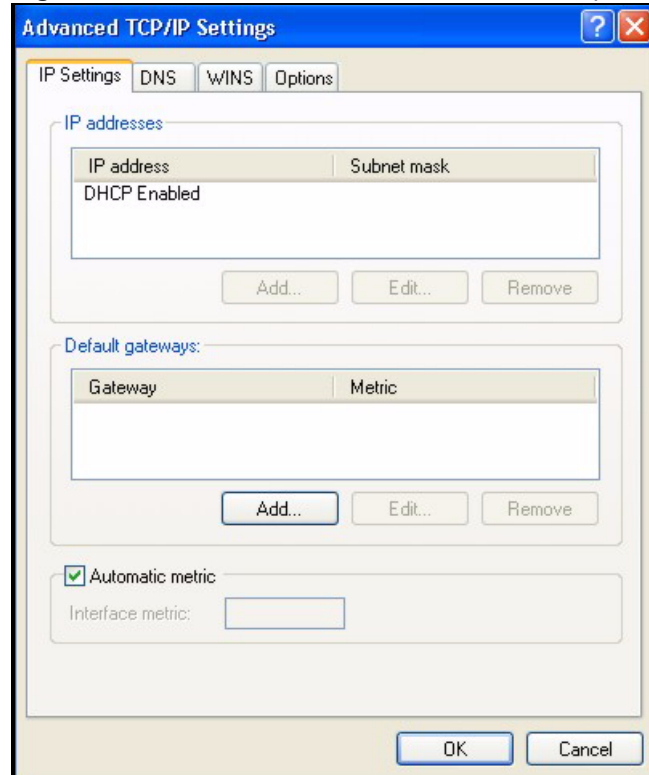 Advanced TCP/IP Settings
IP Settings DNS WINS Options
IP addresses
IP address Subnet mask
DHCP Enabled
Add... Edit... Remove
Default gateways:
Gateway Metric
Add... Edit... Remove
Automatic metric
Interface metric:
OK Cancel